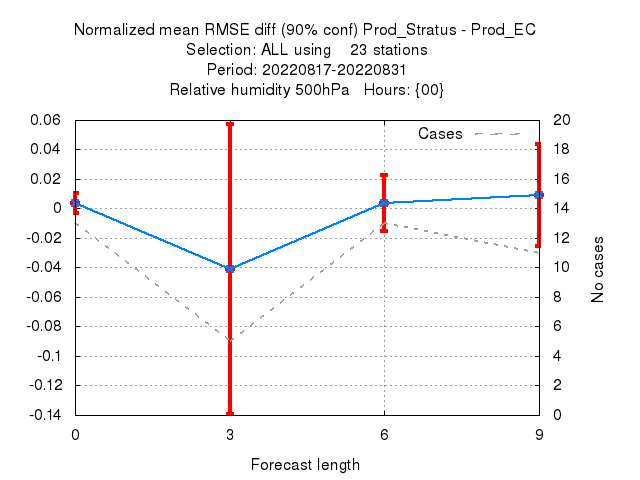 Normalized mean RMSE diff (90% conf) Prod_Stratus - Prod_EC
Selection: ALL using    23 stations
Period: 20220817-20220831
Relative humidity 500hPa   Hours: {00}
Cases
0.06
0.04
0.02
0
-0.02
-0.04
-0.06
-0.08
-0.1
-0.12
-0.14
20
18
16
14
12
10
8
6
4
2
0
No cases
0 3 6 9
Forecast length